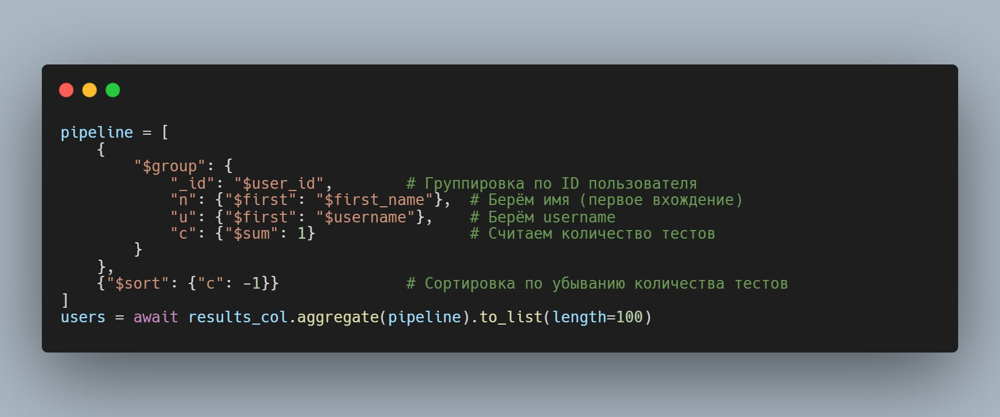 pipeline = [
    {
        "$group": {
            "_id": "$user_id",        # Группировка по ID пользователя
            "n": {"$first": "$first_name"},  # Берём имя (первое вхождение)
            "u": {"$first": "$username"},    # Берём username
            "c": {"$sum": 1}                 # Считаем количество тестов
        }
    },
    {"$sort": {"c": -1}}              # Сортировка по убыванию количества тестов
]
users = await results_col.aggregate(pipeline).to_list(length=100)